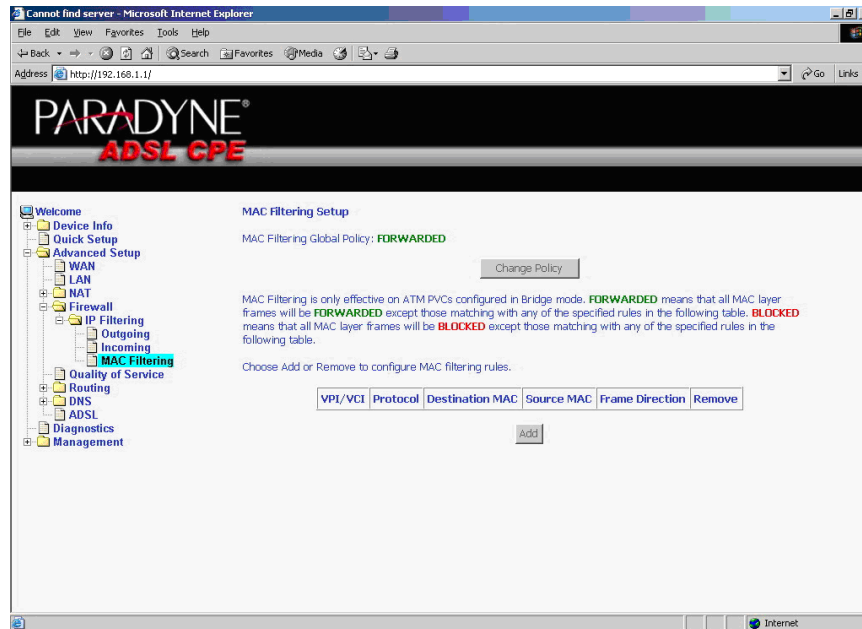 Cannot find server - Microsoft Internet Explorer
File Edit View Favorites Tools Help
Back Search Favorites Media
Address http://192.168.1.1/ Go Links
PARADYNE®
ADSL CPE
Welcome
Device Info
Quick Setup
Advanced Setup
WAN
LAN
NAT
Firewall
IP Filtering
Outgoing
Incoming
MAC Filtering
Quality of Service
Routing
DNS
ADSL
Diagnostics
Management
MAC Filtering Setup
MAC Filtering Global Policy: FORWARDED
Change Policy
MAC Filtering is only effective on ATM PVCs configured in Bridge mode. FORWARDED means that all MAC layer
frames will be FORWARDED except those matching with any of the specified rules in the following table. BLOCKED
means that all MAC layer frames will be BLOCKED except those matching with any of the specified rules in the
following table.
Choose Add or Remove to configure MAC filtering rules.
VPI/VCI Protocol Destination MAC Source MAC Frame Direction Remove
Add
Internet